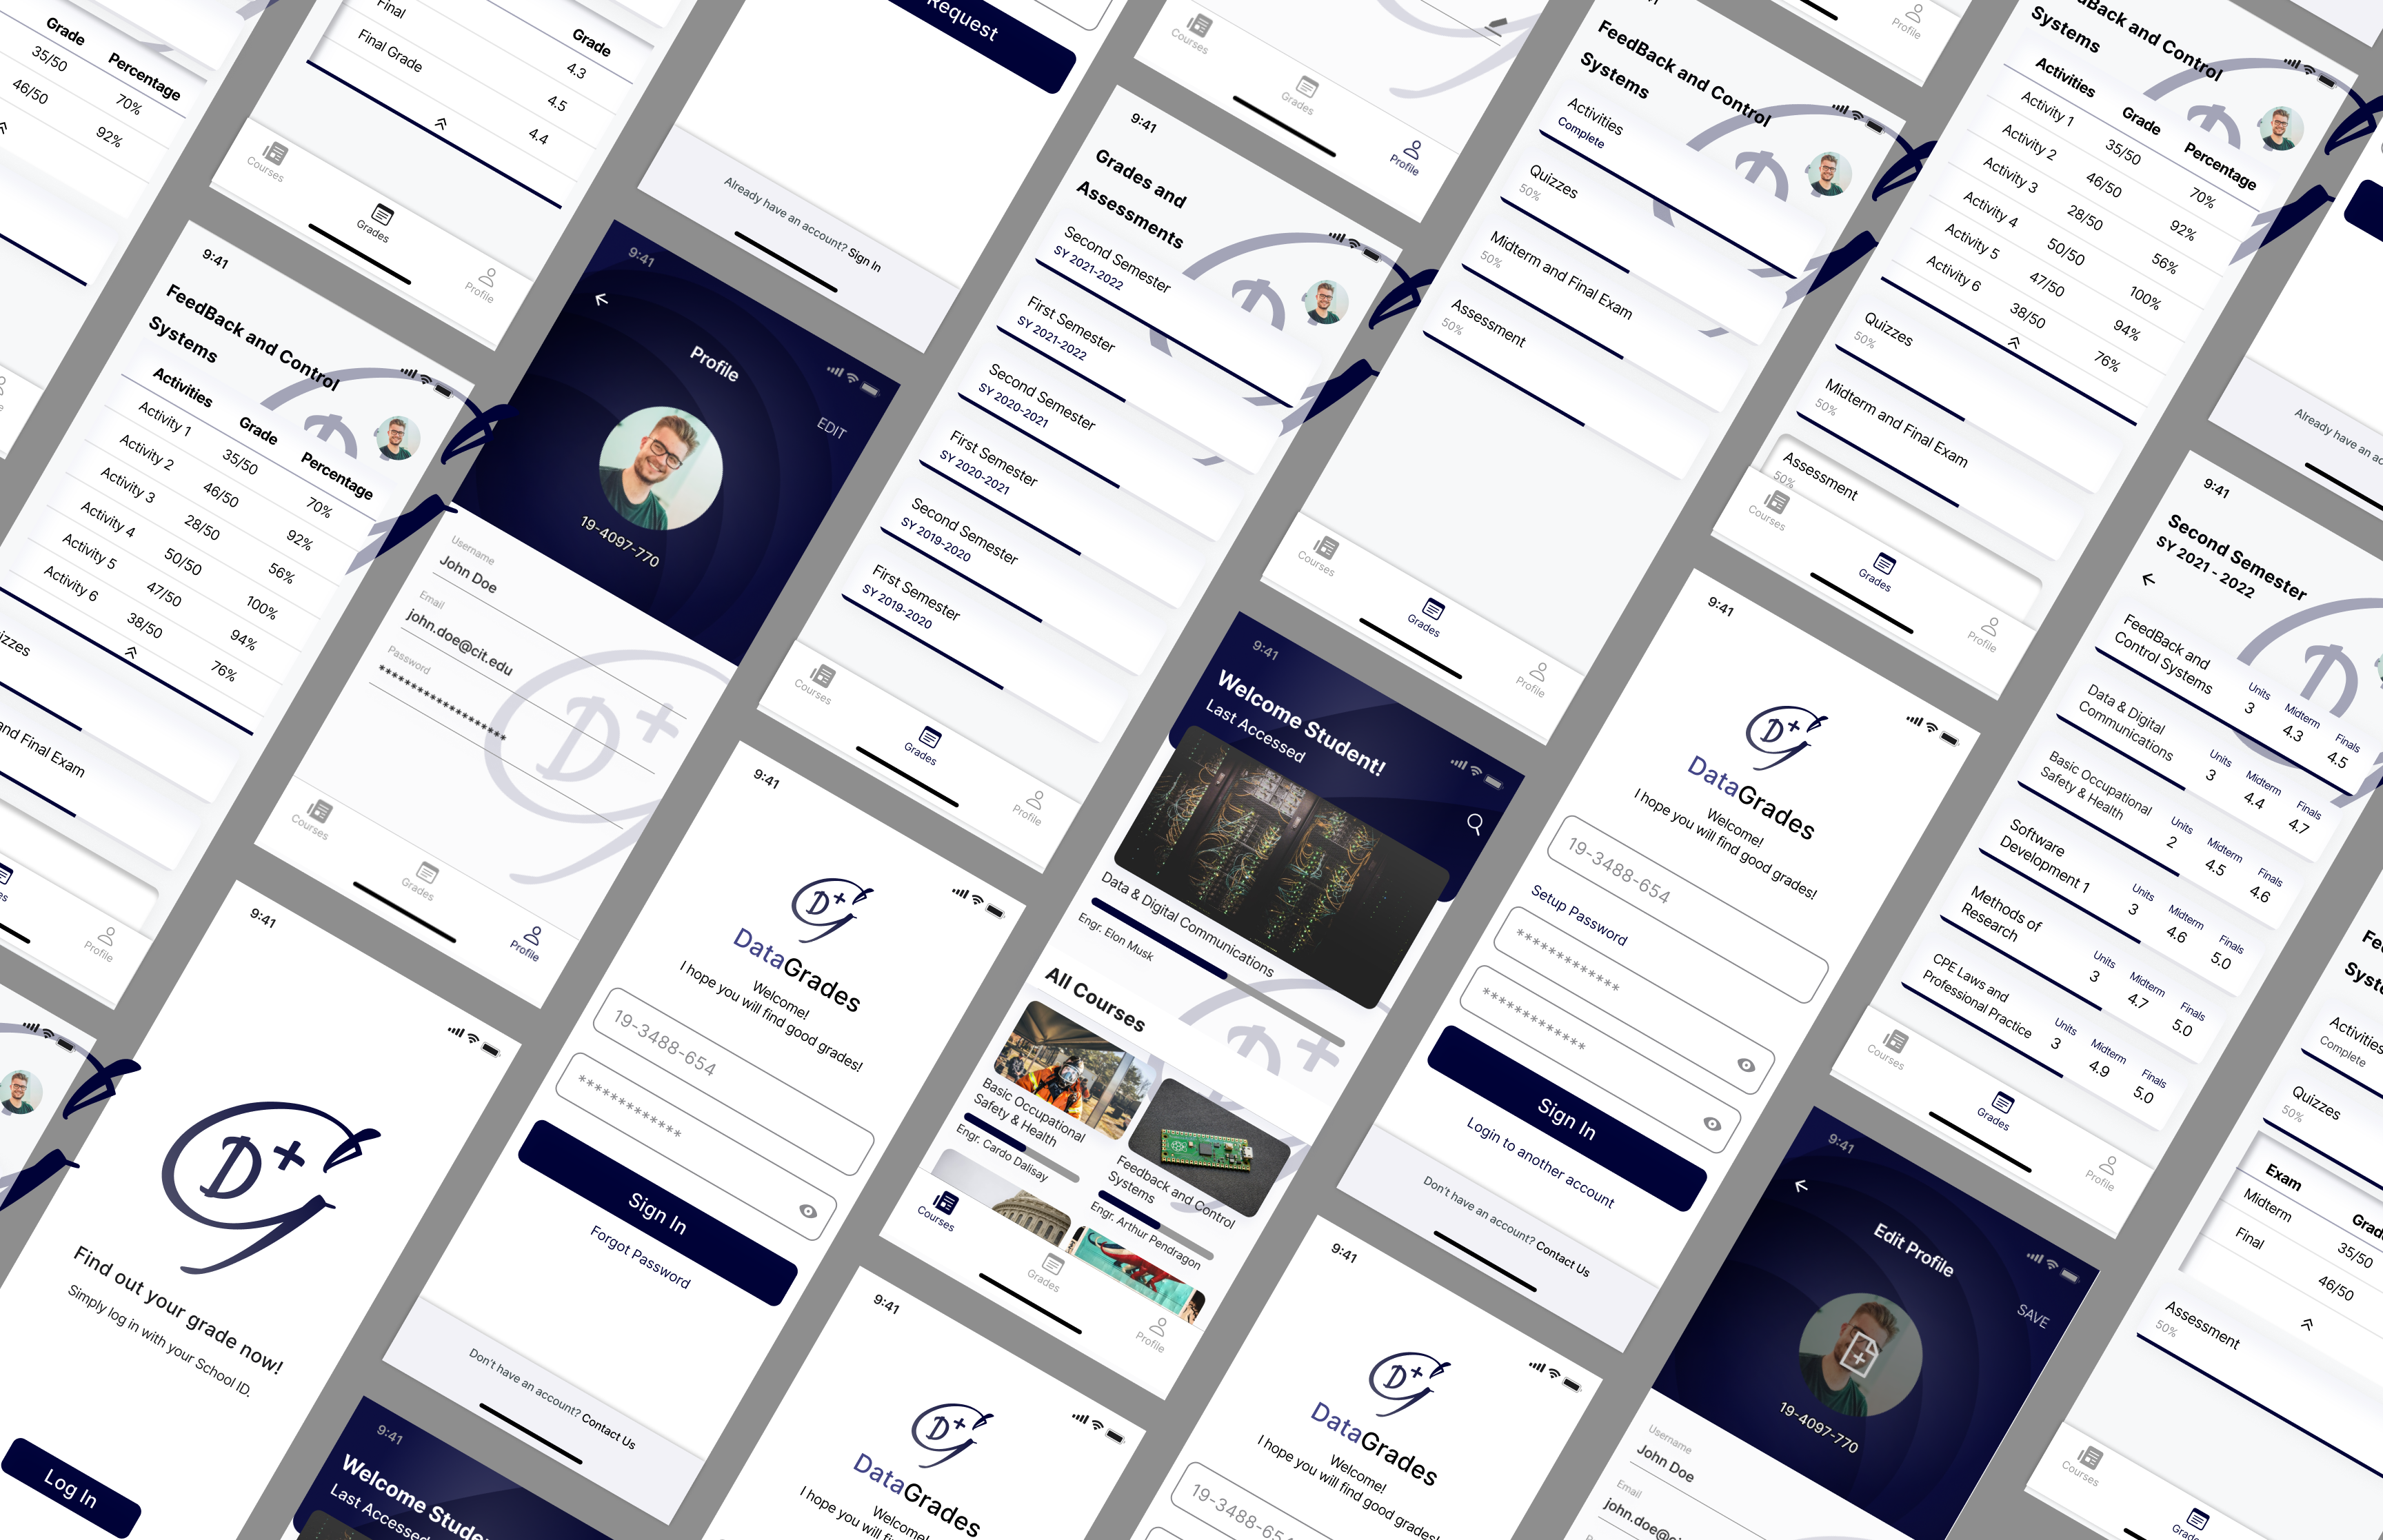 Grade
Percentage
35/50
70%
46/50
92%
Final
Grade
4.3
Final Grade
4.5
4.4
Courses
Grades
Profile
9:41
FeedBack and Control
Systems
Activities
Grade
Percentage
Activity 1
35/50
70%
Activity 2
46/50
92%
Activity 3
28/50
56%
Activity 4
50/50
100%
Activity 5
47/50
94%
Activity 6
38/50
76%
and Final Exam
Profile
9:41
D+
Find out your grade now!
Simply log in with your School ID.
Log In
Request
Already have an account? Sign In
9:41
Profile
EDIT
19-4097-770
Username
John Doe
Email
john.doe@cit.edu
Password
******************
D+
Courses
Grades
Profile
9:41
D+
DataGrades
Welcome!
I hope you will find good grades!
19-3488-654
***********
Sign In
Forgot Password
Don't have an account? Contact Us
9:41
Welcome Student!
Last Accessed
Courses
Grades
Profile
9:41
Grades and
Assessments
Second Semester
SY 2021-2022
First Semester
SY 2021-2022
Second Semester
SY 2020-2021
First Semester
SY 2020-2021
Second Semester
SY 2019-2020
First Semester
SY 2019-2020
Courses
Grades
Profile
9:41
Welcome Student!
Last Accessed
Data & Digital Communications
Engr. Elon Musk
All Courses
Basic Occupational
Safety & Health
Engr. Cardo Dalisay
Feedback and Control
Systems
Engr. Arthur Pendragon
Courses
Grades
Profile
9:41
D+
DataGrades
Welcome!
I hope you will find good grades!
FeedBack and Control
Systems
Activities
Complete
Quizzes
50%
Midterm and Final Exam
50%
Assessment
50%
Courses
Grades
Profile
9:41
D+
DataGrades
Welcome!
I hope you will find good grades!
19-3488-654
Setup Password
***********
***********
Sign In
Login to another account
Don't have an account? Contact Us
9:41
D+
DataGrades
Welcome!
I hope you will find good grades!
19-3488-654
Profile
FeedBack and Control
Systems
Activities
Grade
Percentage
Activity 1
35/50
70%
Activity 2
46/50
92%
Activity 3
28/50
56%
Activity 4
50/50
100%
Activity 5
47/50
94%
Activity 6
38/50
76%
Quizzes
50%
Midterm and Final Exam
50%
Assessment
50%
Courses
Grades
Profile
9:41
Second Semester
SY 2021 - 2022
FeedBack and
Control Systems
Units
3
Midterm
4.3
Finals
4.5
Data & Digital
Communications
Units
3
Midterm
4.4
Finals
4.7
Basic Occupational
Safety & Health
Units
2
Midterm
4.5
Finals
4.6
Software
Development 1
Units
3
Midterm
4.6
Finals
5.0
Methods of
Research
Units
3
Midterm
4.7
Finals
5.0
CPE Laws and
Professional Practice
Units
3
Midterm
4.9
Finals
5.0
Courses
Grades
Profile
9:41
Edit Profile
SAVE
19-4097-770
Username
John Doe
Email
Already have an
Activities
Complete
Quizzes
50%
Exam
Midterm
35/50
Final
46/50
Assessment
50%
Courses
Grades